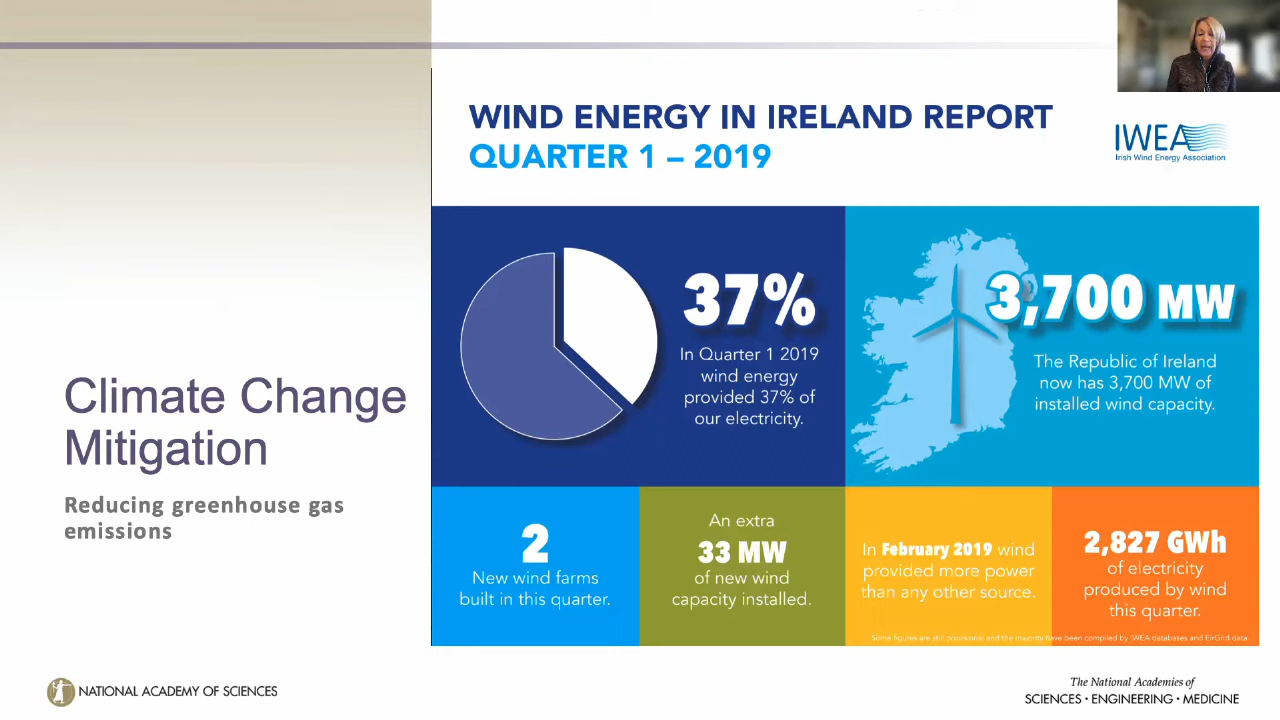 WIND ENERGY IN IRELAND REPORT
QUARTER 1 – 2019
IWEA
Irish Wind Energy Association
Climate Change
Mitigation
Reducing greenhouse gas
emissions
37%
In Quarter 1 2019
wind energy
provided 37% of
our electricity.
3,700 MW
The Republic of Ireland
now has 3,700 MW of
installed wind capacity.
2
New wind farms
built in this quarter.
An extra
33 MW
of new wind
capacity installed.
In February 2019 wind
provided more power
than any other source.
2,827 GWh
of electricity
produced by wind
this quarter.
Some figures are still provisional and the majority have been compiled by IWEA databases and EirGrid data.
NATIONAL ACADEMY OF SCIENCES
The National Academies of
SCIENCES · ENGINEERING · MEDICINE